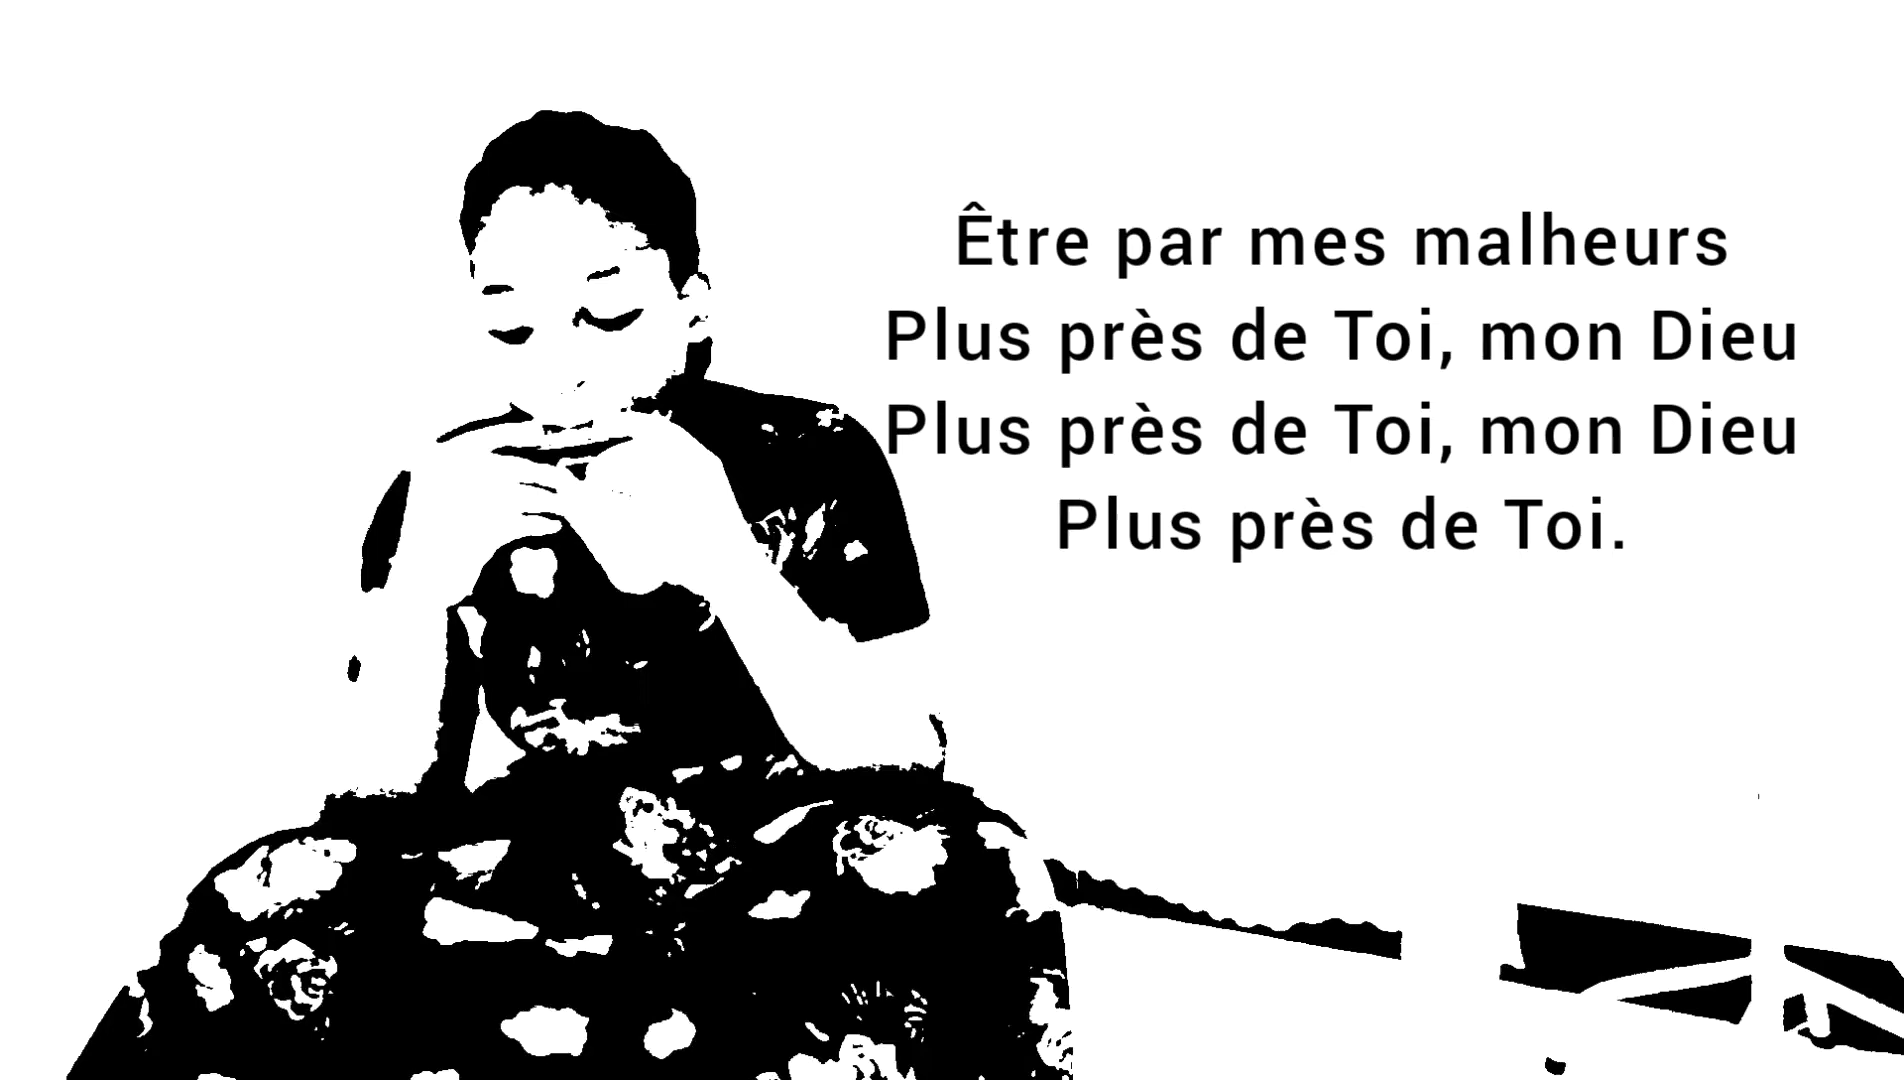 Être par mes malheurs
Plus près de Toi, mon Dieu
Plus près de Toi, mon Dieu
Plus près de Toi.